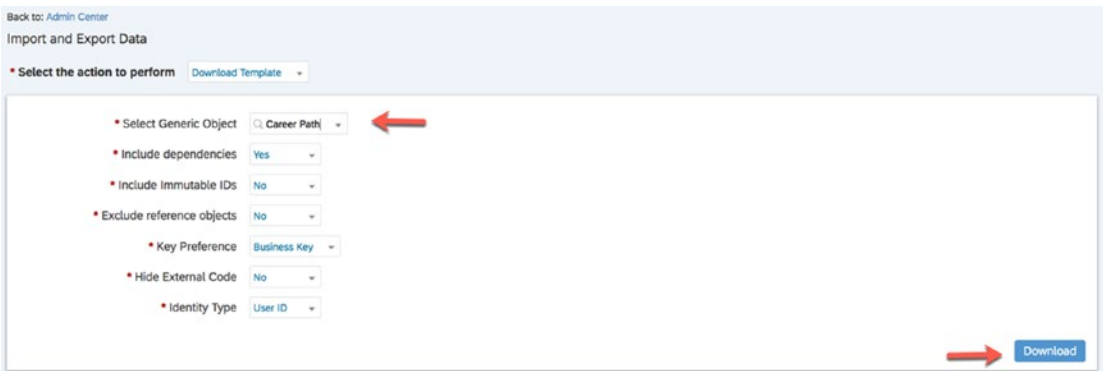 Back to: Admin Center
Import and Export Data
* Select the action to perform Download Template
* Select Generic Object Career Path
* Include dependencies Yes
* Include Immutable IDs No
* Exclude reference objects No
* Key Preference Business Key
* Hide External Code No
* Identity Type User ID
Download